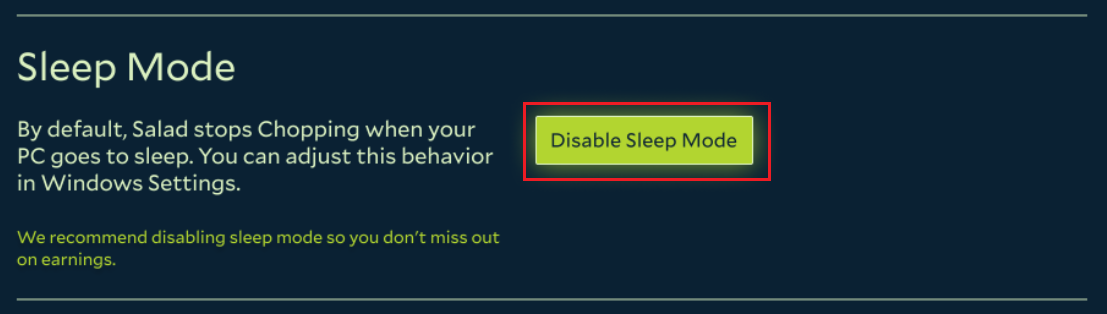 Sleep Mode
By default, Salad stops Chopping when your
PC goes to sleep. You can adjust this behavior
in Windows Settings.
Disable Sleep Mode
We recommend disabling sleep mode so you don't miss out
on earnings.